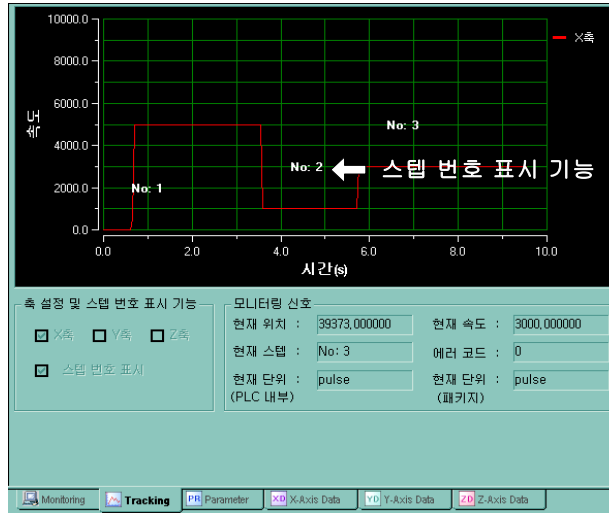 10000.0
X축
8000.0
6000.0
속도
No: 3
4000.0
No: 2
스텝 번호 표시 기능
2000.0
No: 1
0.0
0.0 2.0 4.0 6.0 8.0 10.0
시간(s)
축 설정 및 스텝 번호 표시 기능
X축 Y축 Z축
스텝 번호 표시
모니터링 신호
현재 위치 : 39373,000000 현재 속도 : 3000,000000
현재 스텝 : No: 3 에러 코드 : 0
현재 단위 : pulse 현재 단위 : pulse
(PLC 내부) (패키지)
Monitoring Tracking PR Parameter XD X-Axis Data YD Y-Axis Data ZD Z-Axis Data